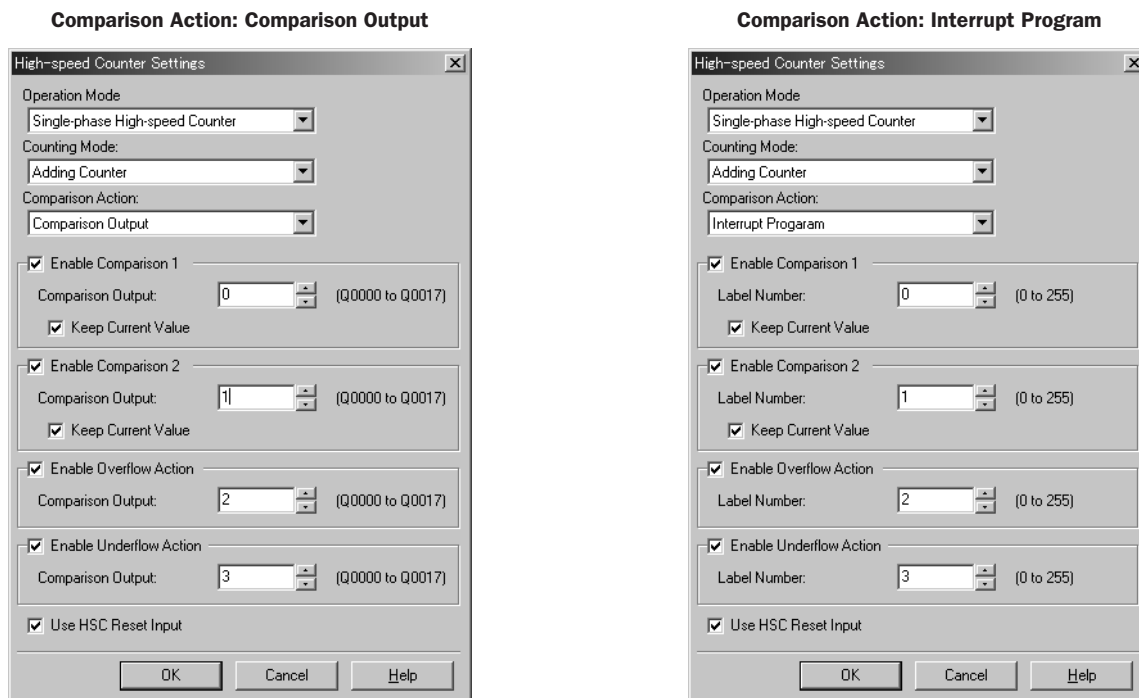 Comparison Action: Comparison Output
High-speed Counter Settings
Operation Mode
Single-phase High-speed Counter
Counting Mode:
Adding Counter
Comparison Action:
Comparison Output
Enable Comparison 1
Comparison Output: 0 (Q0000 to Q0017)
Keep Current Value
Enable Comparison 2
Comparison Output: 1 (Q0000 to Q0017)
Keep Current Value
Enable Overflow Action
Comparison Output: 2 (Q0000 to Q0017)
Enable Underflow Action
Comparison Output: 3 (Q0000 to Q0017)
Use HSC Reset Input
OK Cancel Help
Comparison Action: Interrupt Program
High-speed Counter Settings
Operation Mode
Single-phase High-speed Counter
Counting Mode:
Adding Counter
Comparison Action:
Interrupt Progaram
Enable Comparison 1
Label Number: 0 (0 to 255)
Keep Current Value
Enable Comparison 2
Label Number: 1 (0 to 255)
Keep Current Value
Enable Overflow Action
Label Number: 2 (0 to 255)
Enable Underflow Action
Label Number: 3 (0 to 255)
Use HSC Reset Input
OK Cancel Help